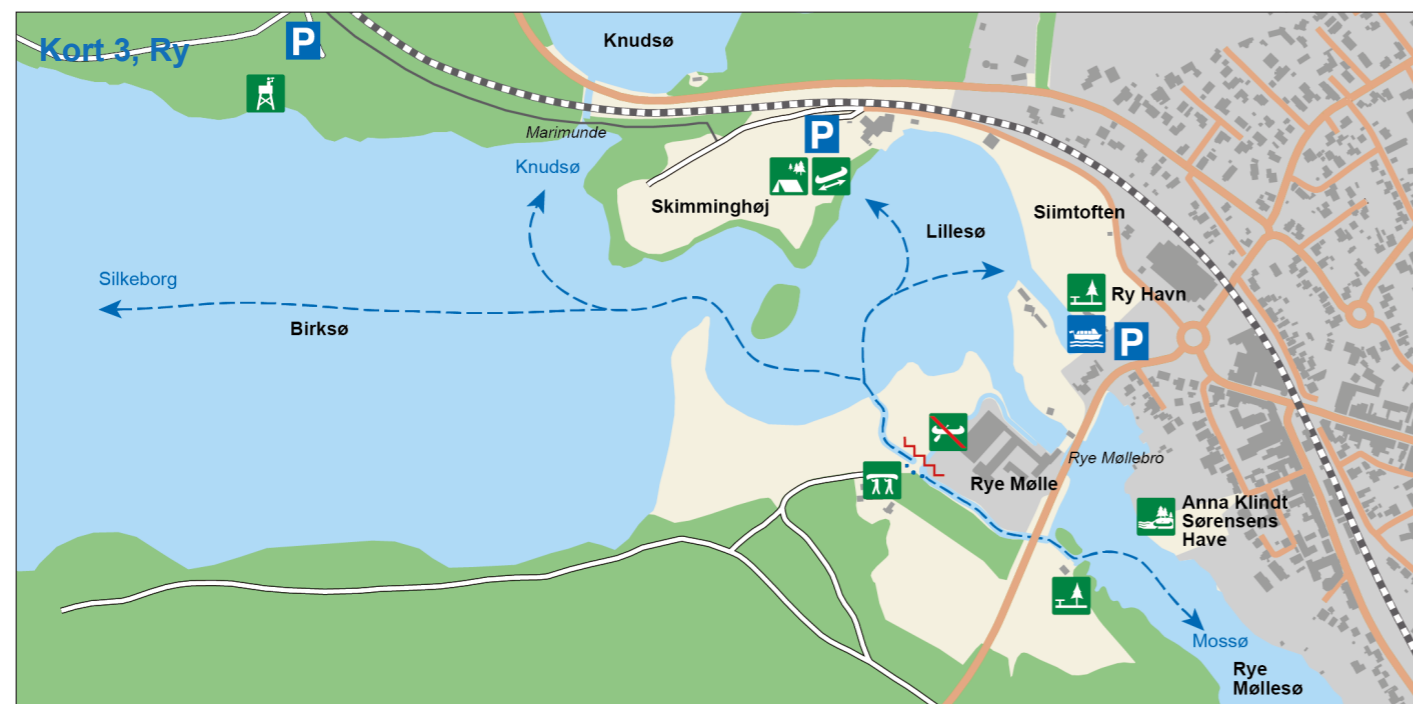 Kort 3, Ry
P
Knudsø
Marimunde
Knudsø
P
Skimminghøj
Siimtoften
Lillesø
Silkeborg
Birksø
Ry Havn
P
Rye Møllebro
Rye Mølle
Anna Klindt
Sørensens
Have
Mossø
Rye
Møllesø